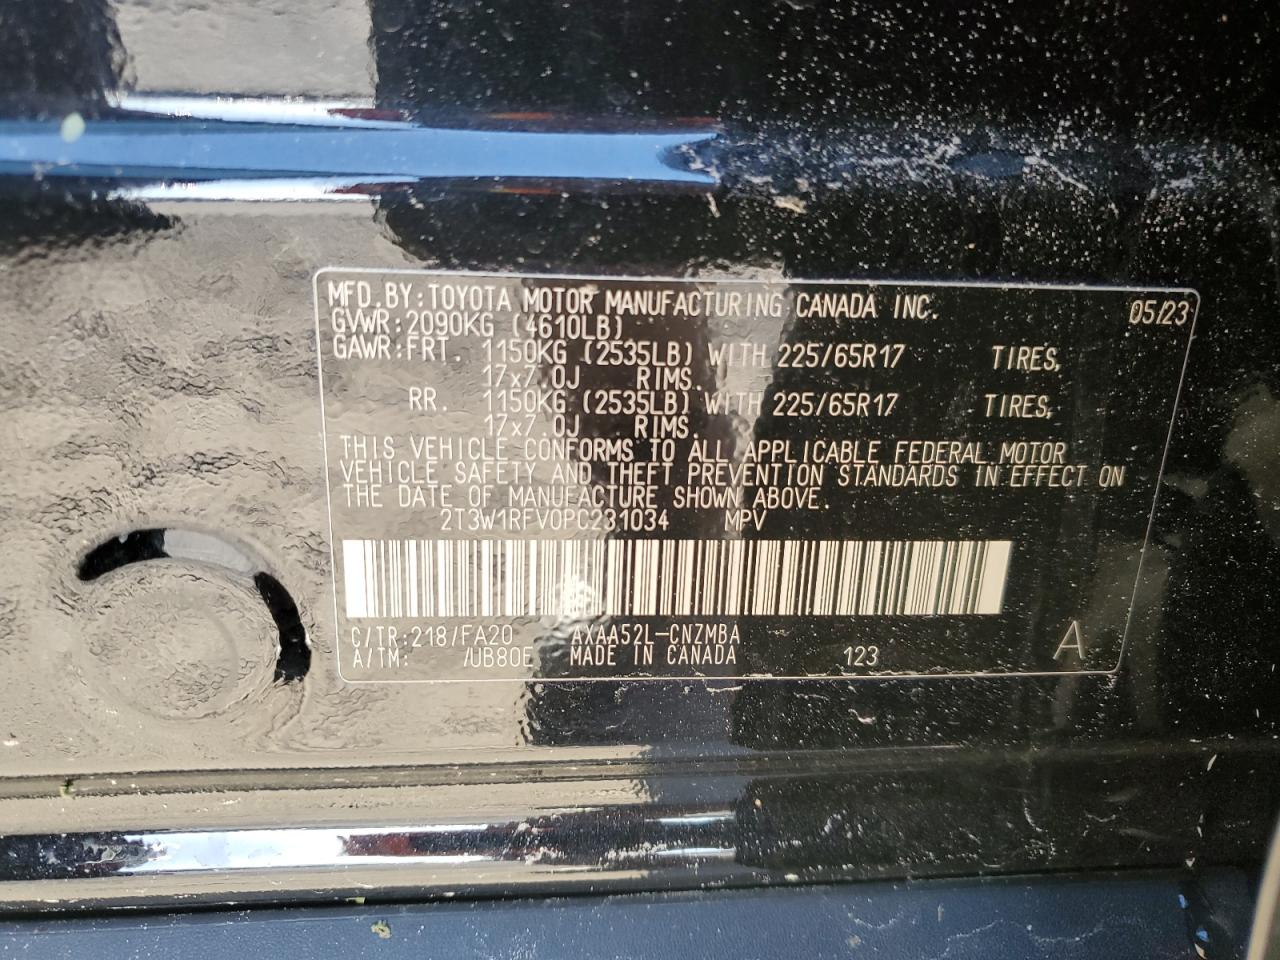 MFD.BY:TOYOTA MOTOR MANUFACTURING CANADA INC. 05/23
GVWR:2090KG (4610LB)
GAWR:FRT. 1150KG (2535LB) WITH 225/65R17 TIRES,
17x7.0J RIMS.
RR. 1150KG (2535LB) WITH 225/65R17 TIRES,
17x7.0J RIMS.
THIS VEHICLE CONFORMS TO ALL APPLICABLE FEDERAL MOTOR
VEHICLE SAFETY AND THEFT PREVENTION STANDARDS IN EFFECT ON
THE DATE OF MANUFACTURE SHOWN ABOVE.
2T3W1RFV0PC231034 MPV
C/TR:218/FA20 AXAA52L-CNZMBA
A/TM: /UB80E MADE IN CANADA 123 A